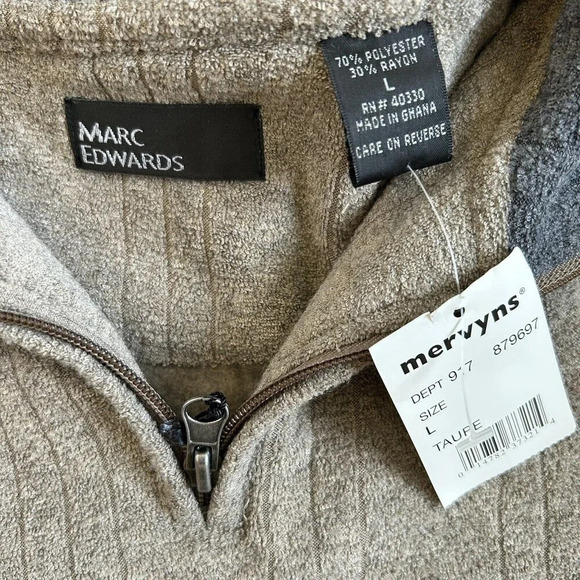 MARC
EDWARDS
70% POLYESTER
30% RAYON
L
RN# 40330
MADE IN GHANA
CARE ON REVERSE
mervyns®
DEPT 917 879697
SIZE
L
TAUPE